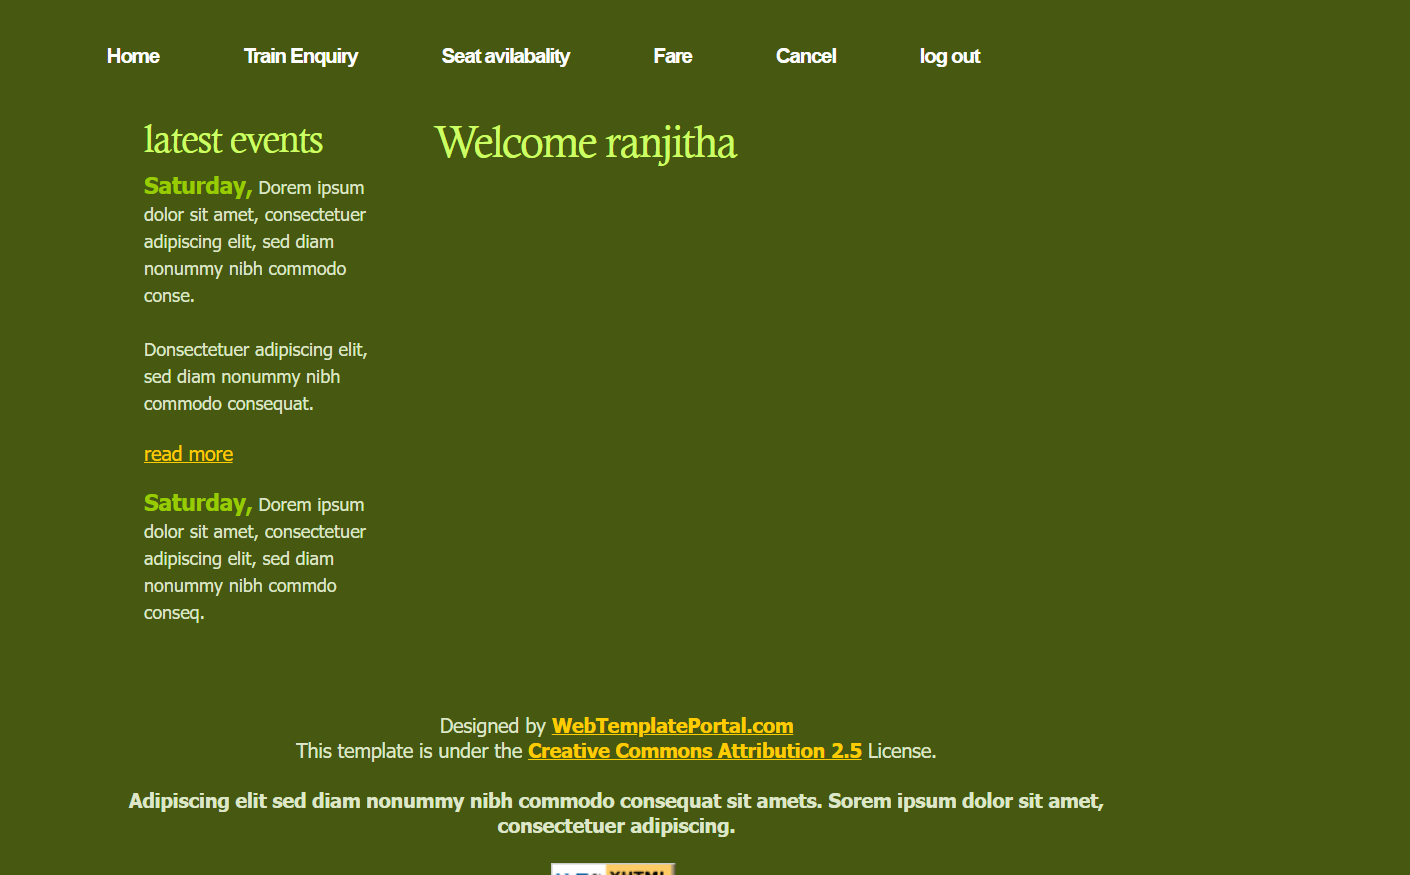 Home Train Enquiry Seat avilabality Fare Cancel log out
latest events
Saturday, Dorem ipsum
dolor sit amet, consectetuer
adipiscing elit, sed diam
nonummy nibh commodo
conse.
Donsectetuer adipiscing elit,
sed diam nonummy nibh
commodo consequat.
read more
Saturday, Dorem ipsum
dolor sit amet, consectetuer
adipiscing elit, sed diam
nonummy nibh commdo
conseq.
Welcome ranjitha
Designed by WebTemplatePortal.com
This template is under the Creative Commons Attribution 2.5 License.
Adipiscing elit sed diam nonummy nibh commodo consequat sit amets. Sorem ipsum dolor sit amet,
consectetuer adipiscing.